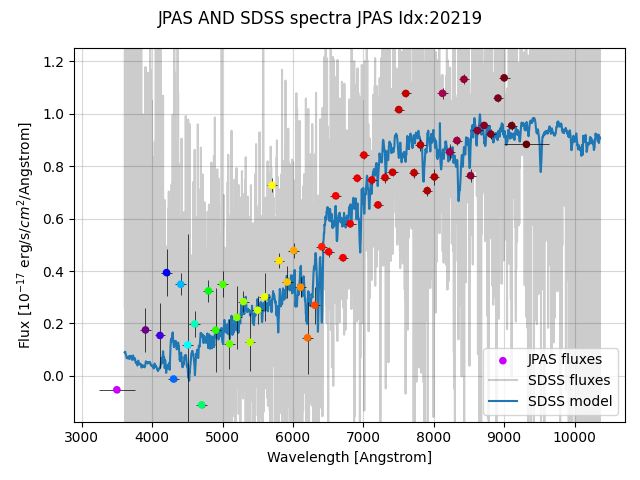 JPAS AND SDSS spectra JPAS Idx:20219
Flux [10⁻¹⁷ erg/s/cm²/Angstrom]
1.2
1.0
0.8
0.6
0.4
0.2
0.0
JPAS fluxes
SDSS fluxes
SDSS model
3000 4000 5000 6000 7000 8000 9000 10000
Wavelength [Angstrom]